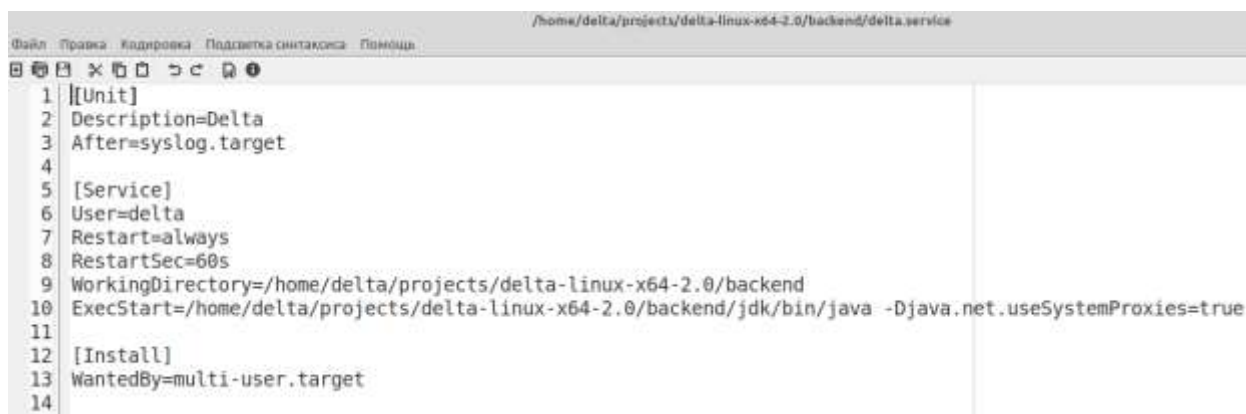 /home/delta/projects/delta-linux-x64-2.0/backend/delta.service
Файл Правка Кодировка Подсветка синтаксиса Помощь
1 [Unit]
2 Description=Delta
3 After=syslog.target
4
5 [Service]
6 User=delta
7 Restart=always
8 RestartSec=60s
9 WorkingDirectory=/home/delta/projects/delta-linux-x64-2.0/backend
10 ExecStart=/home/delta/projects/delta-linux-x64-2.0/backend/jdk/bin/java -Djava.net.useSystemProxies=true
11
12 [Install]
13 WantedBy=multi-user.target
14